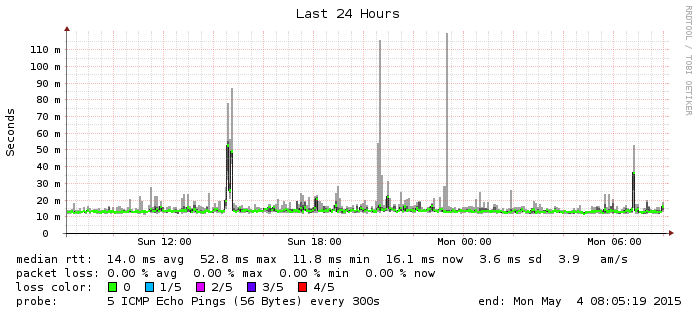 Last 24 Hours
RRDTOOL / TOBI OETIKER
Seconds
110 m
100 m
90 m
80 m
70 m
60 m
50 m
40 m
30 m
20 m
10 m
0
Sun 12:00 Sun 18:00 Mon 00:00 Mon 06:00
median rtt: 14.0 ms avg 52.8 ms max 11.8 ms min 16.1 ms now 3.6 ms sd 3.9 am/s
packet loss: 0.00 % avg 0.00 % max 0.00 % min 0.00 % now
loss color: 0 1/5 2/5 3/5 4/5
probe: 5 ICMP Echo Pings (56 Bytes) every 300s end: Mon May 4 08:05:19 2015